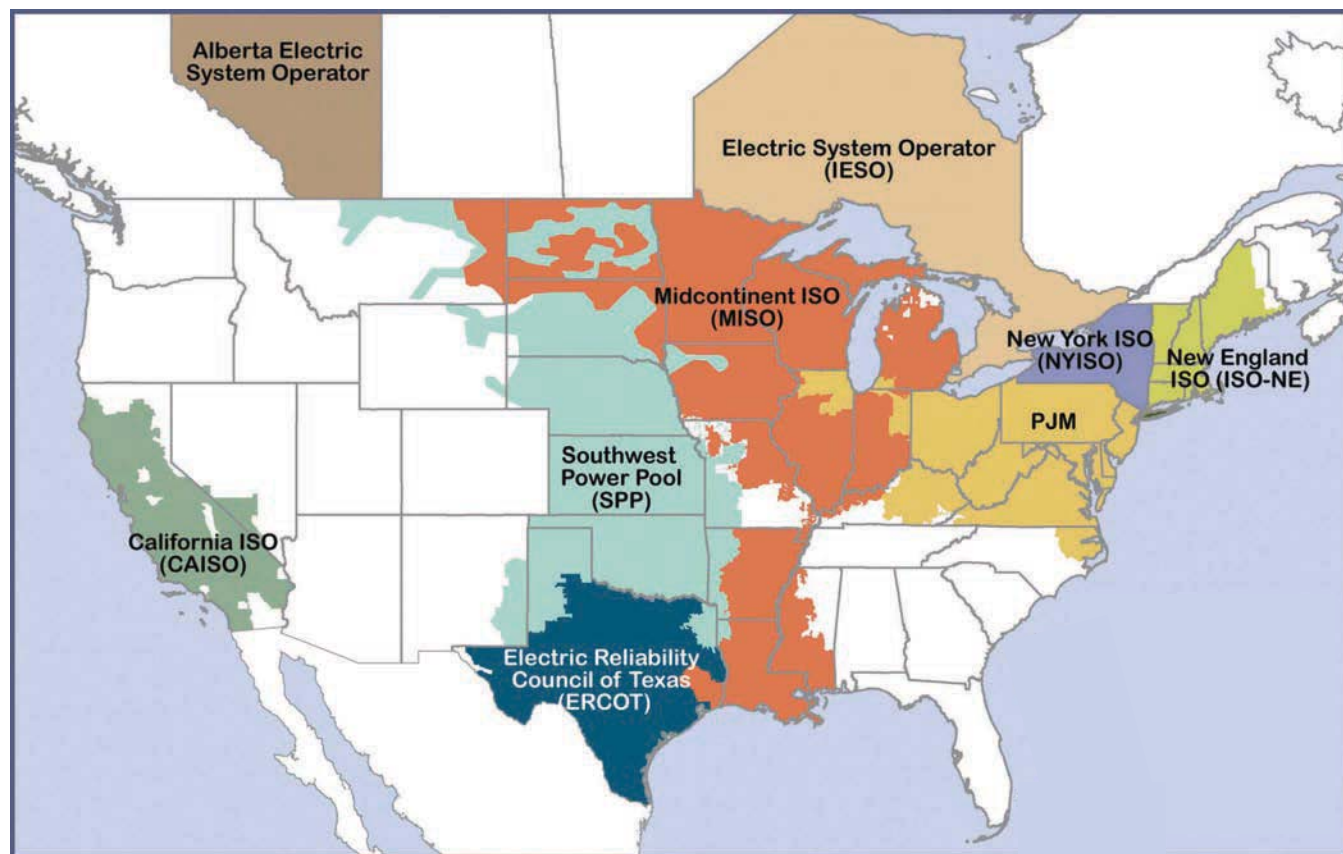 Alberta Electric
System Operator
Electric System Operator
(IESO)
Midcontinent ISO
(MISO)
New York ISO
(NYISO)
New England
ISO (ISO-NE)
PJM
Southwest
Power Pool
(SPP)
California ISO
(CAISO)
Electric Reliability
Council of Texas
(ERCOT)